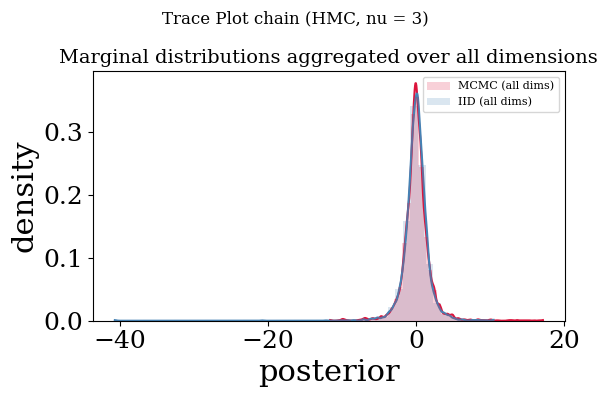 Trace Plot chain (HMC, nu = 3)
Marginal distributions aggregated over all dimensions
MCMC (all dims)
IID (all dims)
density
0.3
0.2
0.1
0.0
−40 −20 0 20
posterior